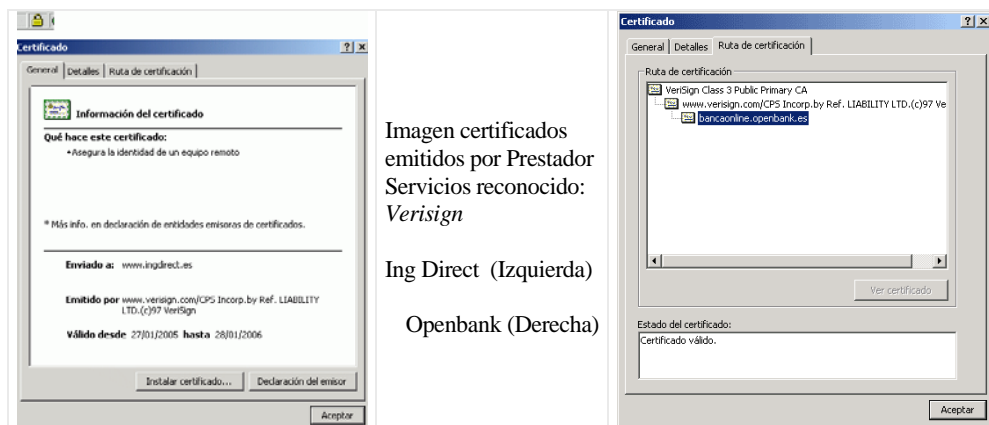 Certificado
General
Detalles
Ruta de certificación
Información del certificado
Qué hace este certificado:
•Asegura la identidad de un equipo remoto
* Más info. en declaración de entidades emisoras de certificados.
Enviado a: www.ingdirect.es
Emitido por www.verisign.com/CPS Incorp.by Ref. LIABILITY
LTD.(c)97 VeriSign
Válido desde 27/01/2005 hasta 28/01/2006
Instalar certificado...
Declaración del emisor
Aceptar
Imagen certificados
emitidos por Prestador
Servicios reconocido:
Verisign
Ing Direct (Izquierda)
Openbank (Derecha)
Certificado
General
Detalles
Ruta de certificación
Ruta de certificación
VeriSign Class 3 Public Primary CA
www.verisign.com/CPS Incorp.by Ref. LIABILITY LTD.(c)97 Ve
bancaonline.openbank.es
Ver certificado
Estado del certificado:
Certificado válido.
Aceptar